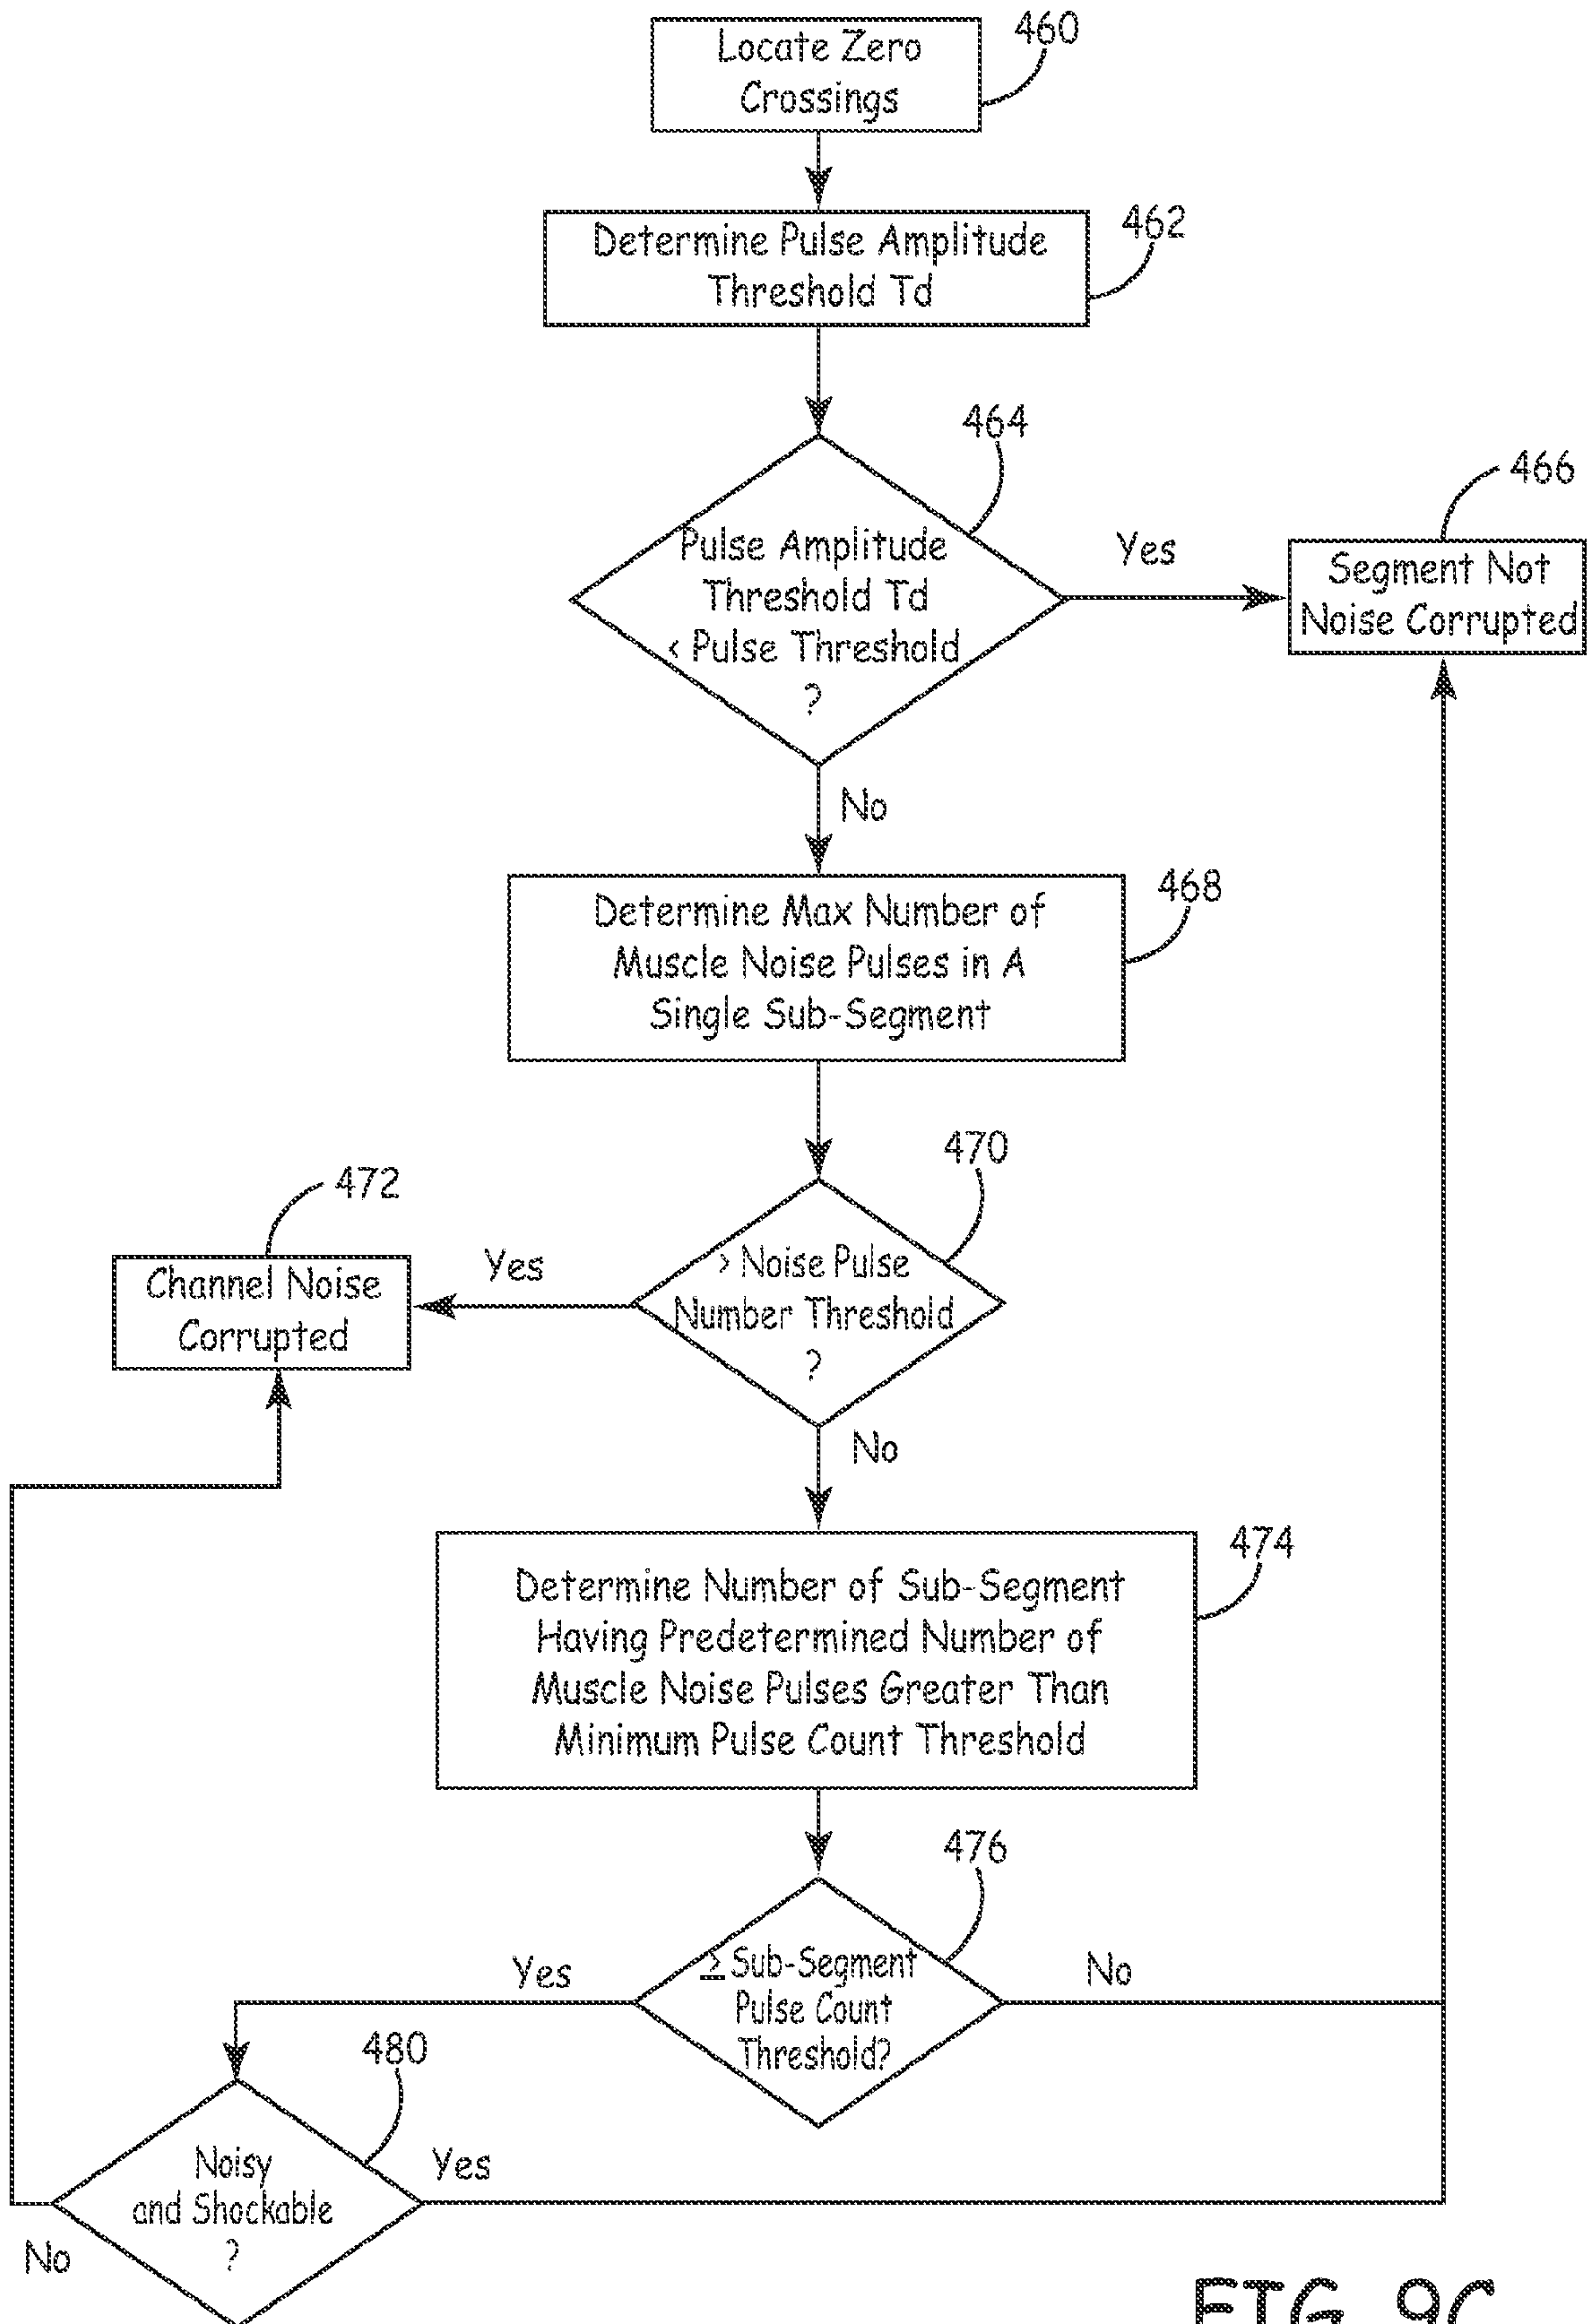 460
Locate Zero
Crossings
462
Determine Pulse Amplitude
Threshold Td
464
Pulse Amplitude
Threshold Td
< Pulse Threshold
?
Yes
466
Segment Not
Noise Corrupted
No
468
Determine Max Number of
Muscle Noise Pulses in A
Single Sub-Segment
470
> Noise Pulse
Number Threshold
?
Yes
472
Channel Noise
Corrupted
No
474
Determine Number of Sub-Segment
Having Predetermined Number of
Muscle Noise Pulses Greater Than
Minimum Pulse Count Threshold
476
≥ Sub-Segment
Pulse Count
Threshold?
Yes
No
480
Noisy
and Shockable
?
Yes
No
FIG. 9C